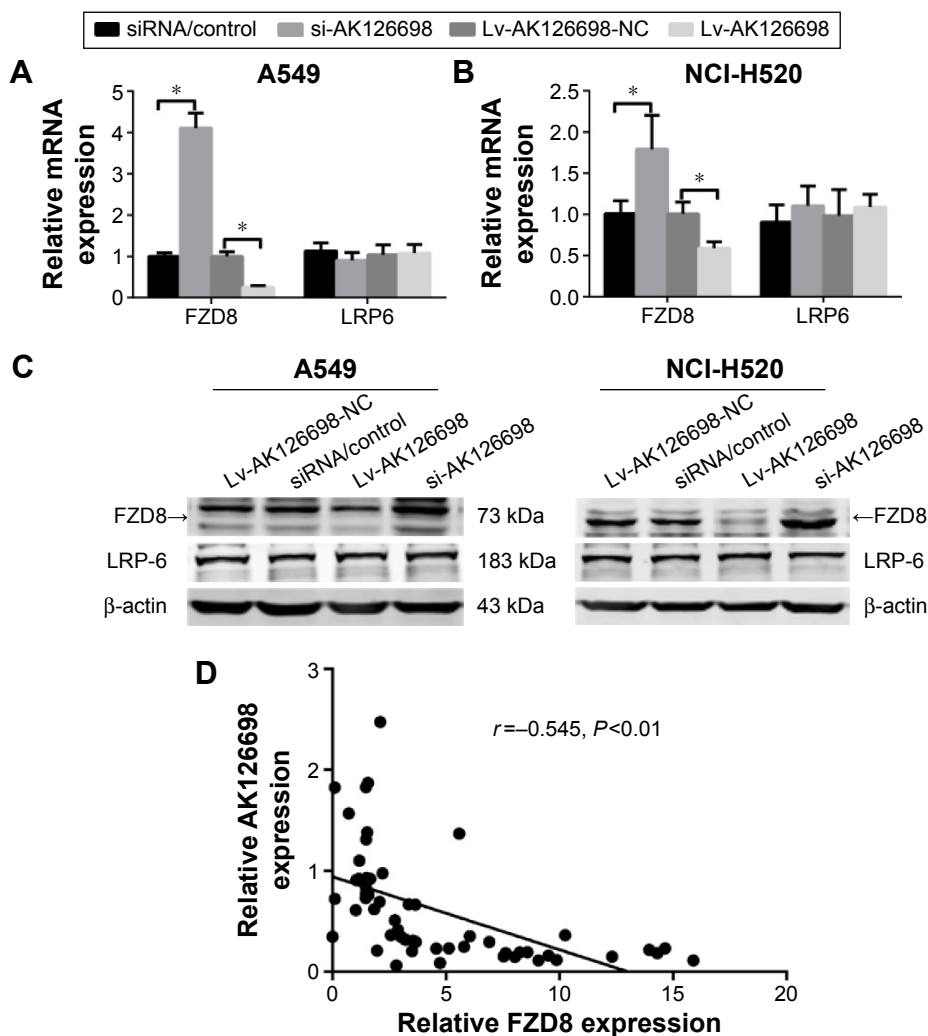 siRNA/control si-AK126698 Lv-AK126698-NC Lv-AK126698
A
A549
Relative mRNA
expression
5
4
3
2
1
0
FZD8 LRP6
*
*
B
NCI-H520
Relative mRNA
expression
2.5
2.0
1.5
1.0
0.5
0.0
FZD8 LRP6
*
*
C
A549
NCI-H520
Lv-AK126698-NC
siRNA/control
Lv-AK126698
si-AK126698
Lv-AK126698-NC
siRNA/control
Lv-AK126698
si-AK126698
FZD8→ 73 kDa ←FZD8
LRP-6 183 kDa LRP-6
β-actin 43 kDa β-actin
D
Relative AK126698
expression
3
2
1
0
r=–0.545, P<0.01
0 5 10 15 20
Relative FZD8 expression